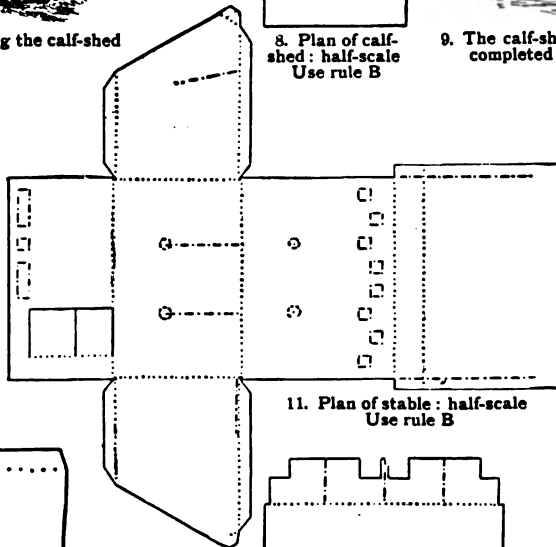 g the calf-shed
8. Plan of calf-
shed : half-scale
Use rule B
9. The calf-sh
completed
11. Plan of stable : half-scale
Use rule B